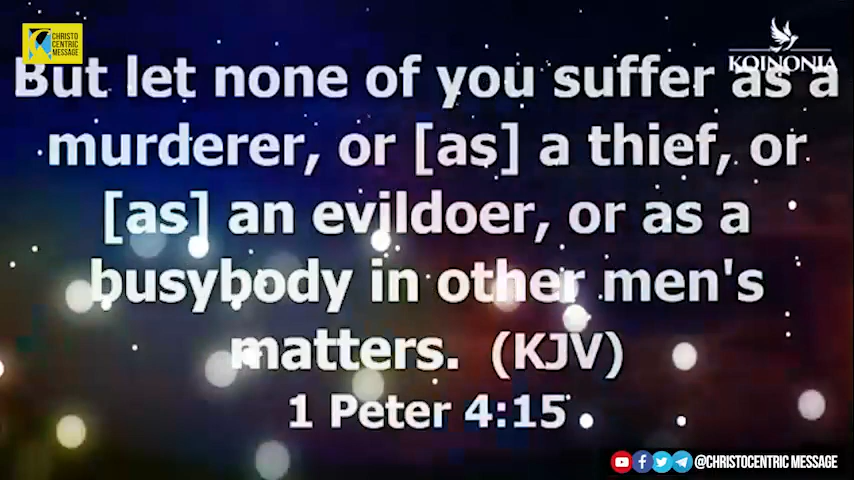 CHRISTO
CENTRIC
MESSAGE
KOINONIA
But let none of you suffer as a
murderer, or [as] a thief, or
[as] an evildoer, or as a
busybody in other men's
matters. (KJV)
1 Peter 4:15
@CHRISTOCENTRIC MESSAGE